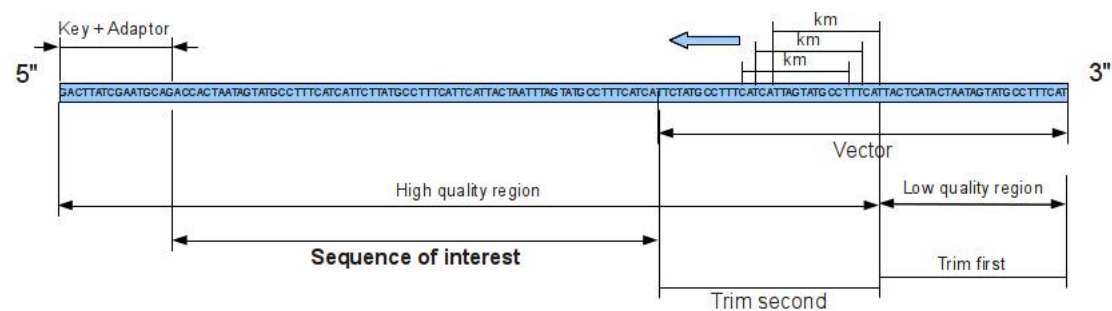 km
Key + Adaptor
km
km
5"
3"
GACTTATCGAATGCAGACCACTAATAGTATGCCTTTCATCATTCTTATGCCTTTCATTCATTACTAATTTAGTATGCCTTTCATCATTCTATGCCTTTCATCATTAGTATGCCTTTCATTACTCATACTAATAGTATGCCTTTCAT
Vector
High quality region
Low quality region
Sequence of interest
Trim first
Trim second